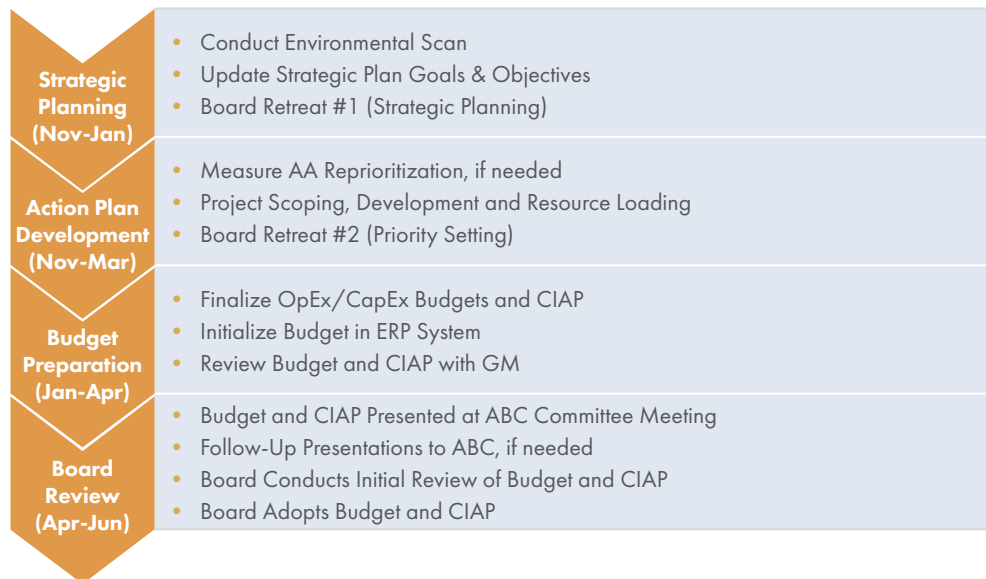 Strategic
Planning
(Nov-Jan)
• Conduct Environmental Scan
• Update Strategic Plan Goals & Objectives
• Board Retreat #1 (Strategic Planning)
Action Plan
Development
(Nov-Mar)
• Measure AA Reprioritization, if needed
• Project Scoping, Development and Resource Loading
• Board Retreat #2 (Priority Setting)
Budget
Preparation
(Jan-Apr)
• Finalize OpEx/CapEx Budgets and CIAP
• Initialize Budget in ERP System
• Review Budget and CIAP with GM
Board
Review
(Apr-Jun)
• Budget and CIAP Presented at ABC Committee Meeting
• Follow-Up Presentations to ABC, if needed
• Board Conducts Initial Review of Budget and CIAP
• Board Adopts Budget and CIAP